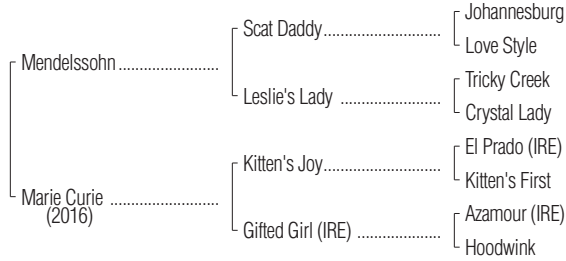 Johannesburg
Scat Daddy
Love Style
Mendelssohn
Tricky Creek
Leslie's Lady
Crystal Lady
El Prado (IRE)
Kitten's Joy
Kitten's First
Marie Curie
(2016)
Azamour (IRE)
Gifted Girl (IRE)
Hoodwink